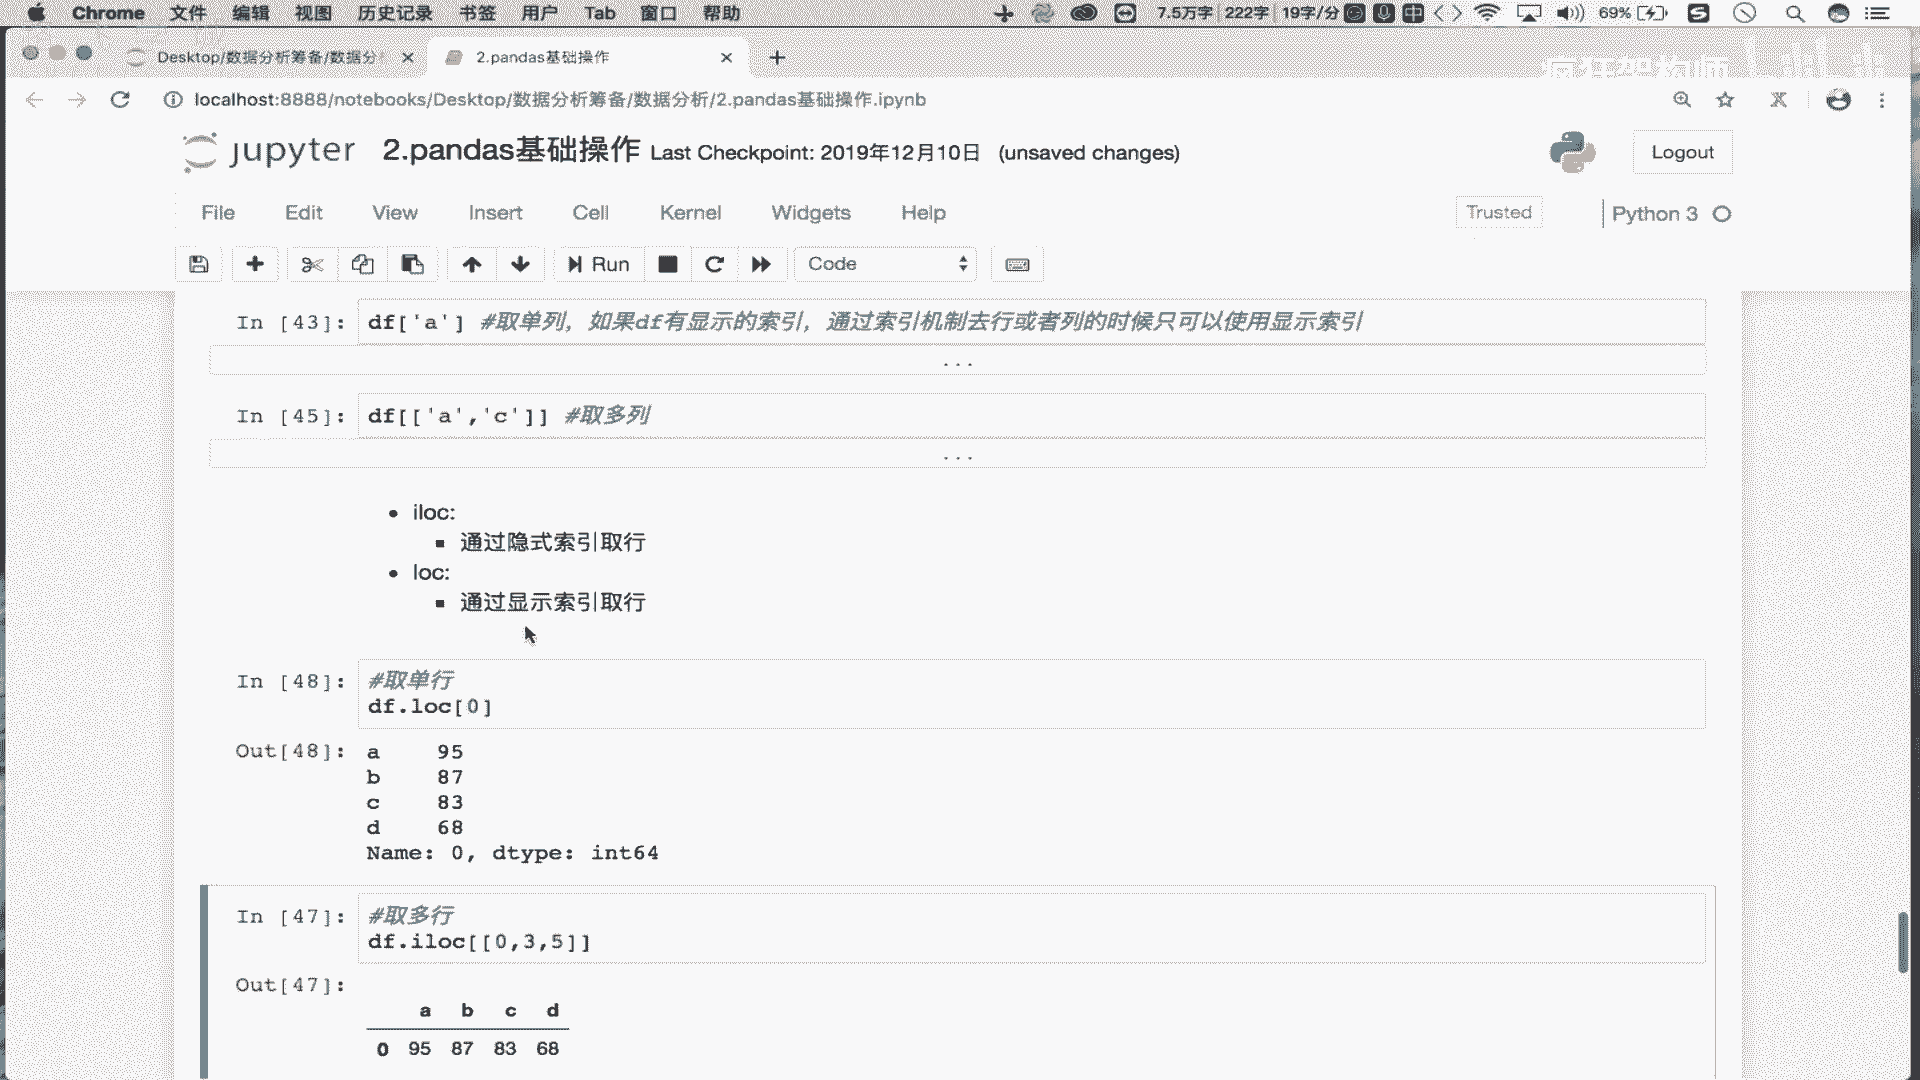 Chrome 文件 编辑 视图 历史记录 书签 用户 Tab 窗口 帮助 7.5万字 222字 19字/分 中 69% S
Desktop/数据分析筹备/数据分 2.pandas基础操作
疯狂架构师
localhost:8888/notebooks/Desktop/数据分析筹备/数据分析/2.pandas基础操作.ipynb
jupyter 2.pandas基础操作 Last Checkpoint: 2019年12月10日 (unsaved changes) Logout
File Edit View Insert Cell Kernel Widgets Help Trusted Python 3
Run Code
In [43]: df['a'] #取单列，如果df有显示的索引，通过索引机制去行或者列的时候只可以使用显示索引
...
In [45]: df[['a','c']] #取多列
...
iloc:
通过隐式索引取行
loc:
通过显示索引取行
In [48]: #取单行
df.loc[0]
Out[48]: a 95
b 87
c 83
d 68
Name: 0, dtype: int64
In [47]: #取多行
df.iloc[[0,3,5]]
Out[47]:
a b c d
0 95 87 83 68